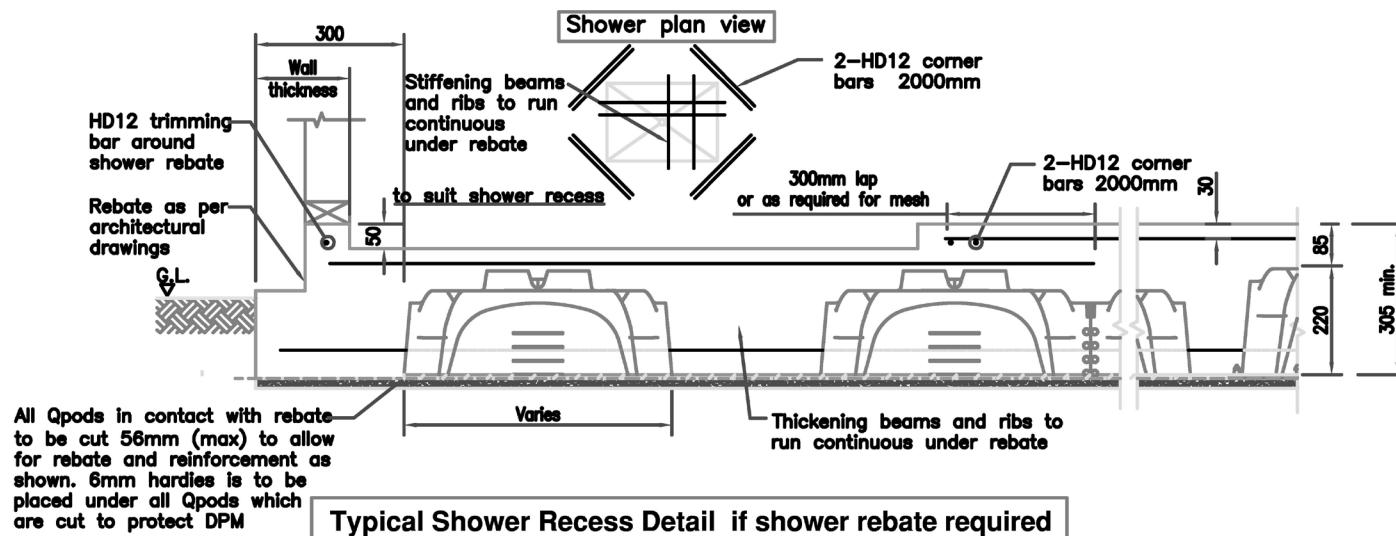 Shower plan view
300
Wall
thickness
Stiffening beams
and ribs to run
continuous
under rebate
2-HD12 corner
bars 2000mm
HD12 trimming
bar around
shower rebate
to suit shower recess
300mm lap
or as required for mesh
2-HD12 corner
bars 2000mm
30
Rebate as per
architectural
drawings
50
85
G.L.
220
305 min.
All Qpods in contact with rebate
to be cut 56mm (max) to allow
for rebate and reinforcement as
shown. 6mm hardies is to be
placed under all Qpods which
are cut to protect DPM
Varies
Thickening beams and ribs to
run continuous under rebate
Typical Shower Recess Detail if shower rebate required